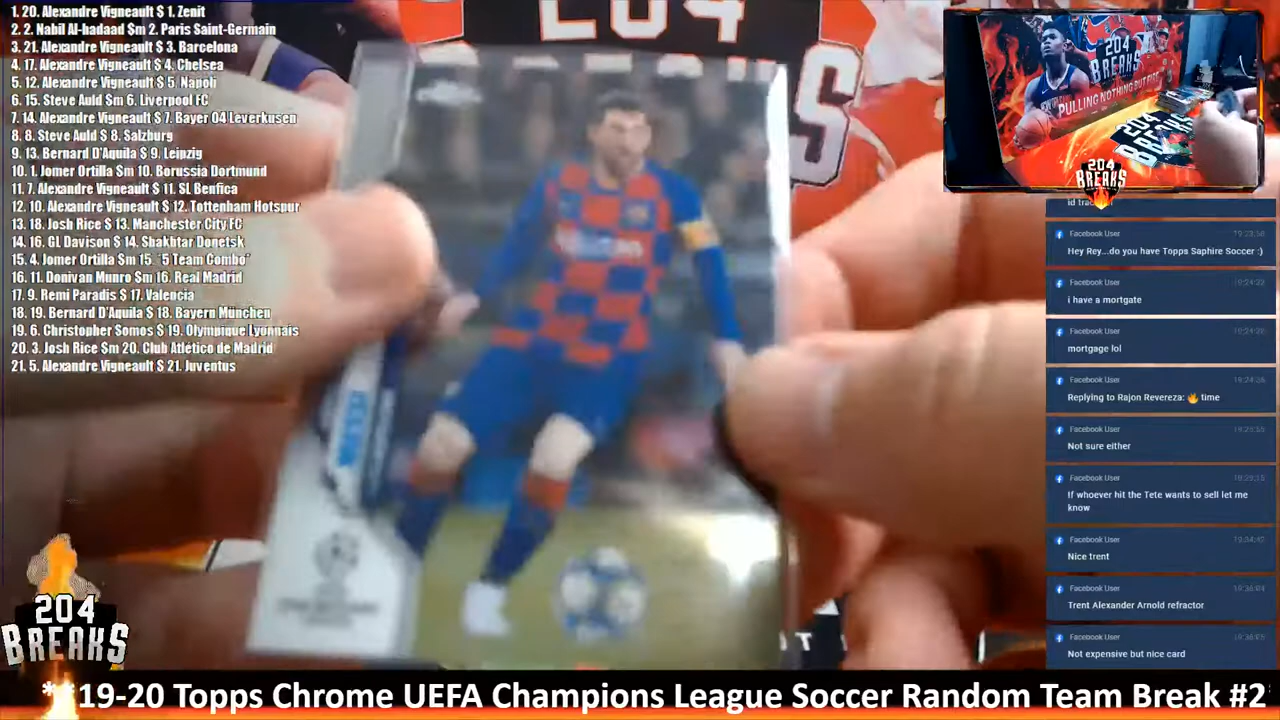 1. 20. Alexandre Vigneault $ 1. Zenit
2. 2. Nabil Al-hadaad $m 2. Paris Saint-Germain
3. 21. Alexandre Vigneault $ 3. Barcelona
4. 17. Alexandre Vigneault $ 4. Chelsea
5. 12. Alexandre Vigneault $ 5. Napoli
6. 15. Steve Auld $m 6. Liverpool FC
7. 14. Alexandre Vigneault $ 7. Bayer 04 Leverkusen
8. 8. Steve Auld $ 8. Salzburg
9. 13. Bernard D'Aquila $ 9. Leipzig
10. 1. Jomer Ortilla $m 10. Borussia Dortmund
11. 7. Alexandre Vigneault $ 11. SL Benfica
12. 10. Alexandre Vigneault $ 12. Tottenham Hotspur
13. 18. Josh Rice $ 13. Manchester City FC
14. 16. GL Davison $ 14. Shakhtar Donetsk
15. 4. Jomer Ortilla $m 15. *5 Team Combo*
16. 11. Donivan Munro $m 16. Real Madrid
17. 9. Remi Paradis $ 17. Valencia
18. 19. Bernard D'Aquila $ 18. Bayern München
19. 6. Christopher Somos $ 19. Olympique Lyonnais
20. 3. Josh Rice $m 20. Club Atlético de Madrid
21. 5. Alexandre Vigneault $ 21. Juventus
204
204
BREAKS
PULLING NOTHING BUT FIRE
204
BREAKS
204
BREAKS
Facebook User
Hey Rey...do you have Topps Saphire Soccer :)
Facebook User
i have a mortgate
Facebook User
mortgage lol
Facebook User
Replying to Rajon Revereza: 🔥 time
Facebook User
Not sure either
Facebook User
If whoever hit the Tete wants to sell let me
know
Facebook User
Nice trent
Facebook User
Trent Alexander Arnold refractor
Facebook User
Not expensive but nice card
204
BREAKS
**19-20 Topps Chrome UEFA Champions League Soccer Random Team Break #2